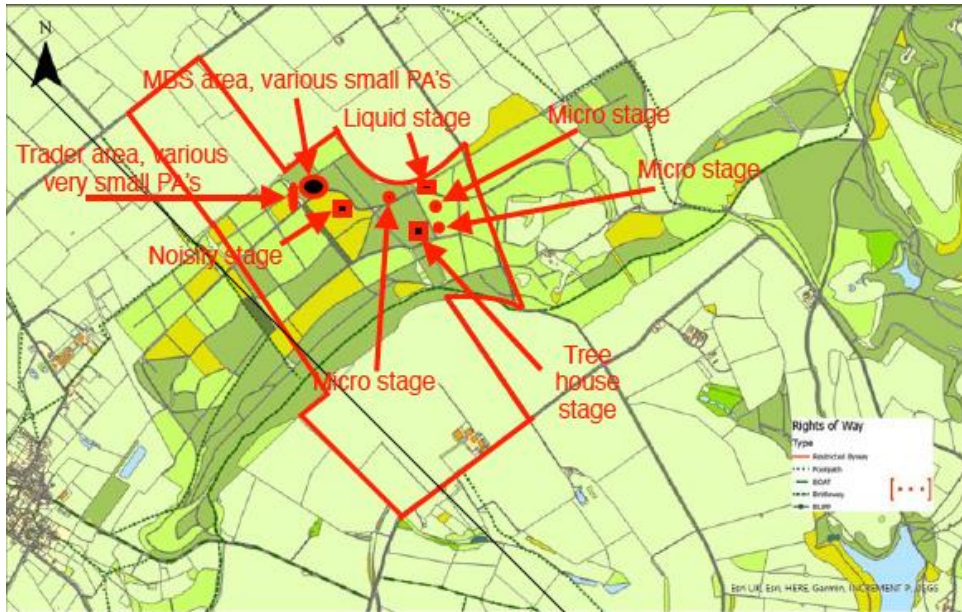 N
MBS area, various small PA's
Liquid stage
Micro stage
Trader area, various
very small PA's
Micro stage
Noisily stage
Micro stage
Tree
house
stage
Rights of Way
Type
Restricted Byway
Footpath
BOAT
Bridleway
Esri UK, Esri, HERE, Garmin, INCREMENT P, USGS